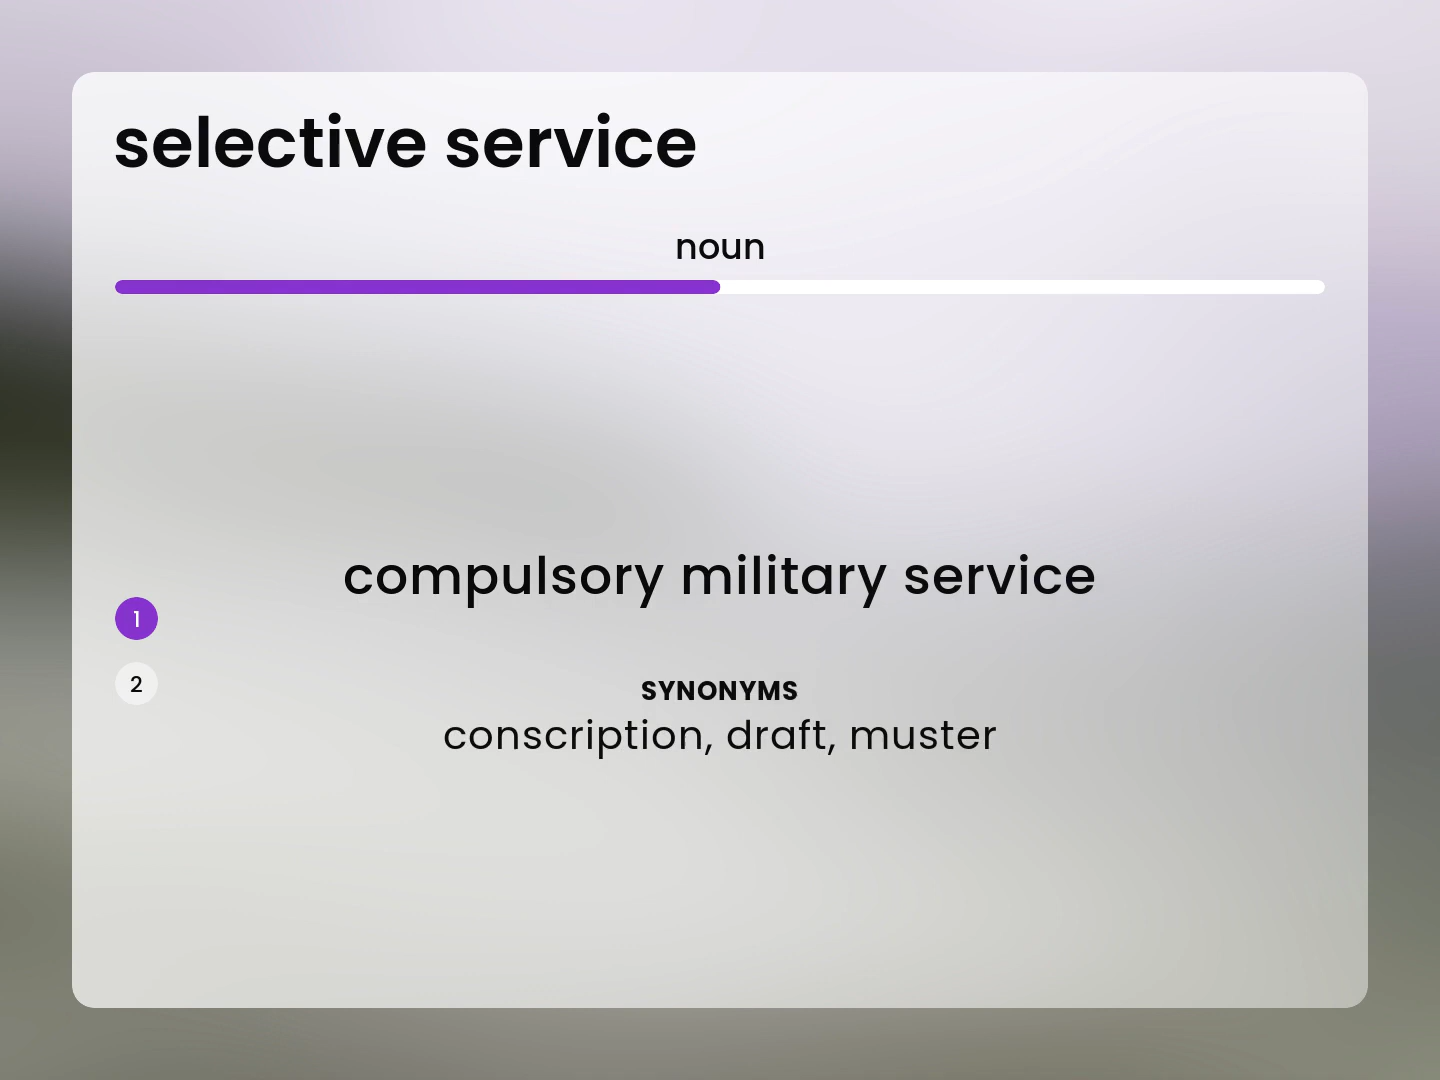 selective service
noun
compulsory military service
1
2
SYNONYMS
conscription, draft, muster